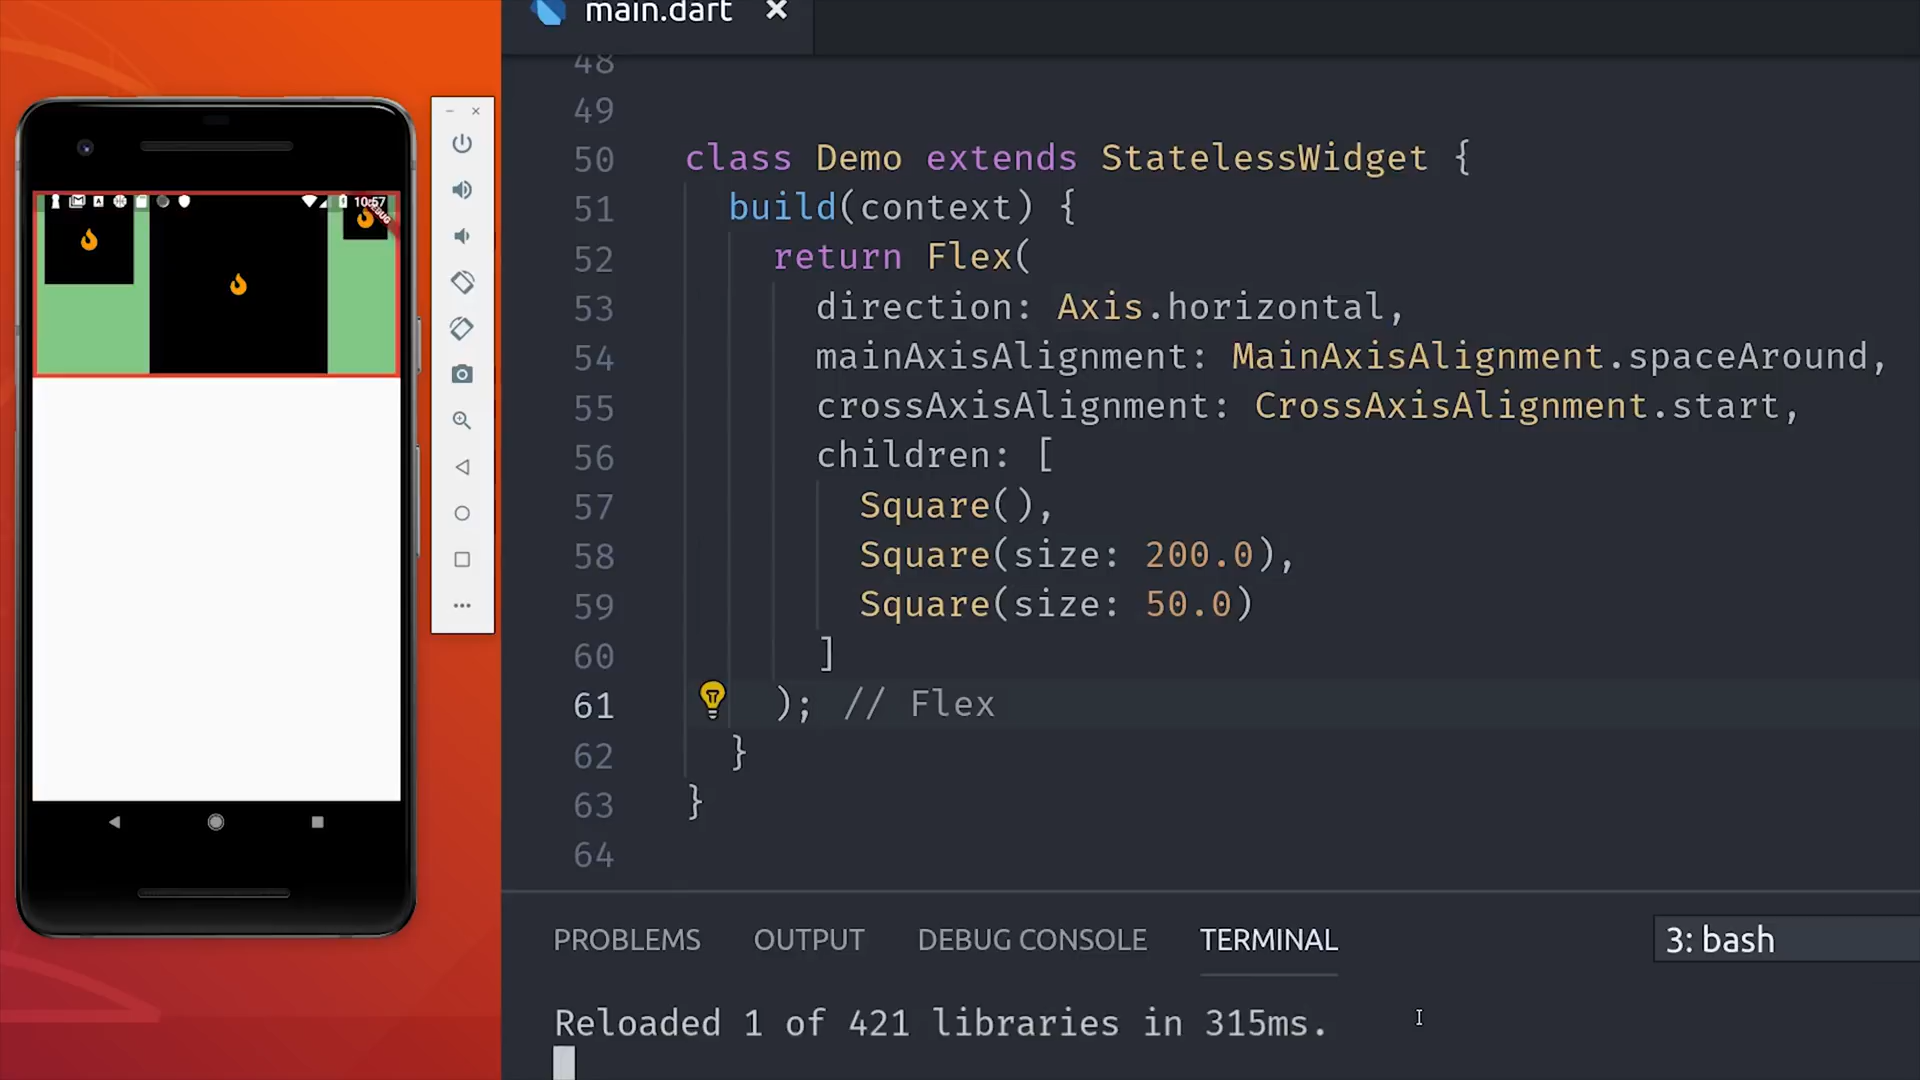 main.dart ×
48
49
50 class Demo extends StatelessWidget {
51 build(context) {
52 return Flex(
53 direction: Axis.horizontal,
54 mainAxisAlignment: MainAxisAlignment.spaceAround,
55 crossAxisAlignment: CrossAxisAlignment.start,
56 children: [
57 Square(),
58 Square(size: 200.0),
59 Square(size: 50.0)
60 ]
61 ); // Flex
62 }
63 }
64
PROBLEMS OUTPUT DEBUG CONSOLE TERMINAL 3: bash
Reloaded 1 of 421 libraries in 315ms.
10:57
DEBUG